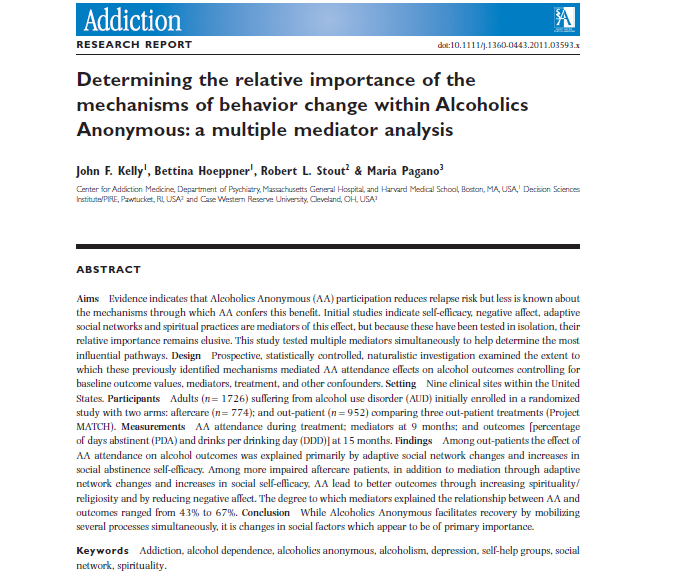 Addiction
SSA
RESEARCH REPORT
doi:10.1111/j.1360-0443.2011.03593.x
Determining the relative importance of the
mechanisms of behavior change within Alcoholics
Anonymous: a multiple mediator analysis
John F. Kelly¹, Bettina Hoeppner¹, Robert L. Stout² & Maria Pagano³
Center for Addiction Medicine, Department of Psychiatry, Massachusetts General Hospital, and Harvard Medical School, Boston, MA, USA,¹ Decision Sciences
Institute/PIRE, Pawtucket, RI, USA² and Case Western Reserve University, Cleveland, OH, USA³
ABSTRACT
Aims Evidence indicates that Alcoholics Anonymous (AA) participation reduces relapse risk but less is known about
the mechanisms through which AA confers this benefit. Initial studies indicate self-efficacy, negative affect, adaptive
social networks and spiritual practices are mediators of this effect, but because these have been tested in isolation, their
relative importance remains elusive. This study tested multiple mediators simultaneously to help determine the most
influential pathways. Design Prospective, statistically controlled, naturalistic investigation examined the extent to
which these previously identified mechanisms mediated AA attendance effects on alcohol outcomes controlling for
baseline outcome values, mediators, treatment, and other confounders. Setting Nine clinical sites within the United
States. Participants Adults (n = 1726) suffering from alcohol use disorder (AUD) initially enrolled in a randomized
study with two arms: aftercare (n = 774); and out-patient (n = 952) comparing three out-patient treatments (Project
MATCH). Measurements AA attendance during treatment; mediators at 9 months; and outcomes [percentage
of days abstinent (PDA) and drinks per drinking day (DDD)] at 15 months. Findings Among out-patients the effect of
AA attendance on alcohol outcomes was explained primarily by adaptive social network changes and increases in
social abstinence self-efficacy. Among more impaired aftercare patients, in addition to mediation through adaptive
network changes and increases in social self-efficacy, AA lead to better outcomes through increasing spirituality/
religiosity and by reducing negative affect. The degree to which mediators explained the relationship between AA and
outcomes ranged from 43% to 67%. Conclusion While Alcoholics Anonymous facilitates recovery by mobilizing
several processes simultaneously, it is changes in social factors which appear to be of primary importance.
Keywords Addiction, alcohol dependence, alcoholics anonymous, alcoholism, depression, self-help groups, social
network, spirituality.